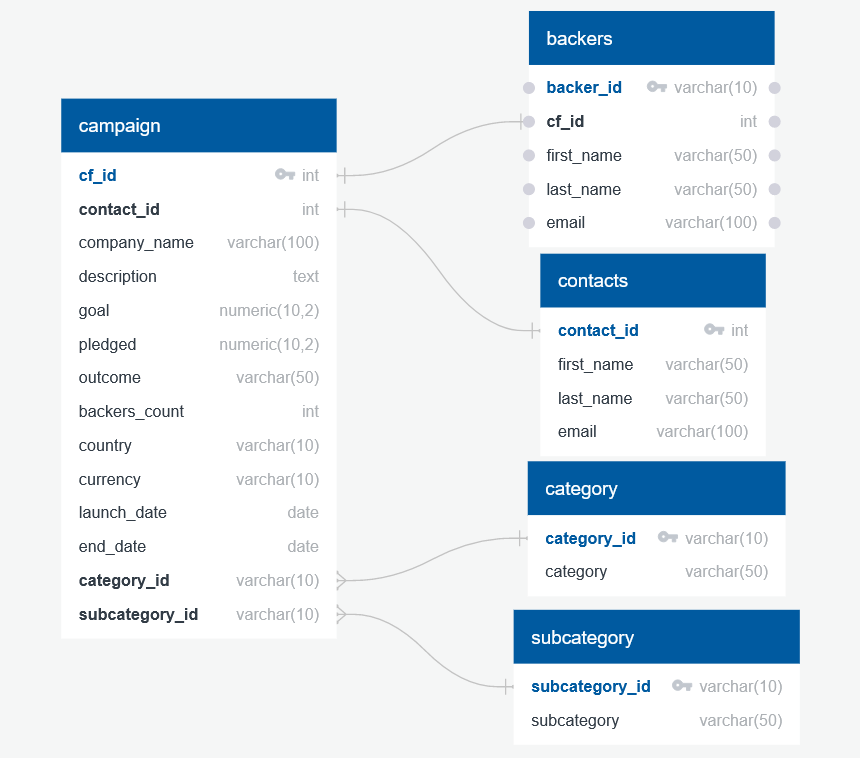 campaign
cf_id int
contact_id int
company_name varchar(100)
description text
goal numeric(10,2)
pledged numeric(10,2)
outcome varchar(50)
backers_count int
country varchar(10)
currency varchar(10)
launch_date date
end_date date
category_id varchar(10)
subcategory_id varchar(10)
backers
backer_id varchar(10)
cf_id int
first_name varchar(50)
last_name varchar(50)
email varchar(100)
contacts
contact_id int
first_name varchar(50)
last_name varchar(50)
email varchar(100)
category
category_id varchar(10)
category varchar(50)
subcategory
subcategory_id varchar(10)
subcategory varchar(50)